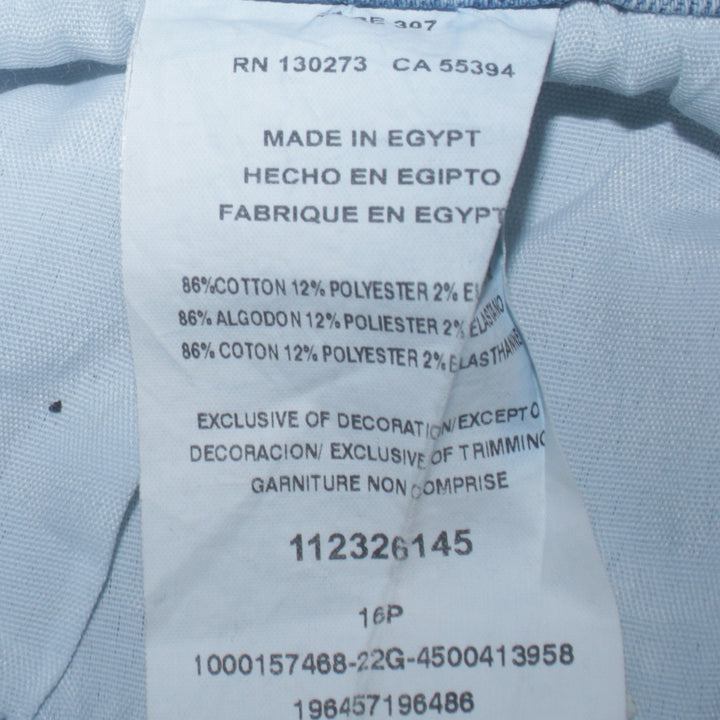 307
RN 130273 CA 55394
MADE IN EGYPT
HECHO EN EGIPTO
FABRIQUE EN EGYPT
86%COTTON 12% POLYESTER 2%
86% ALGODON 12% POLIESTER 2% ELASTANO
86% COTON 12% POLYESTER 2% ELASTHANNE
EXCLUSIVE OF DECORATION/EXCEPTO
DECORACION/ EXCLUSIVE OF TRIMMING
GARNITURE NON COMPRISE
112326145
16P
1000157468-22G-4500413958
196457196486